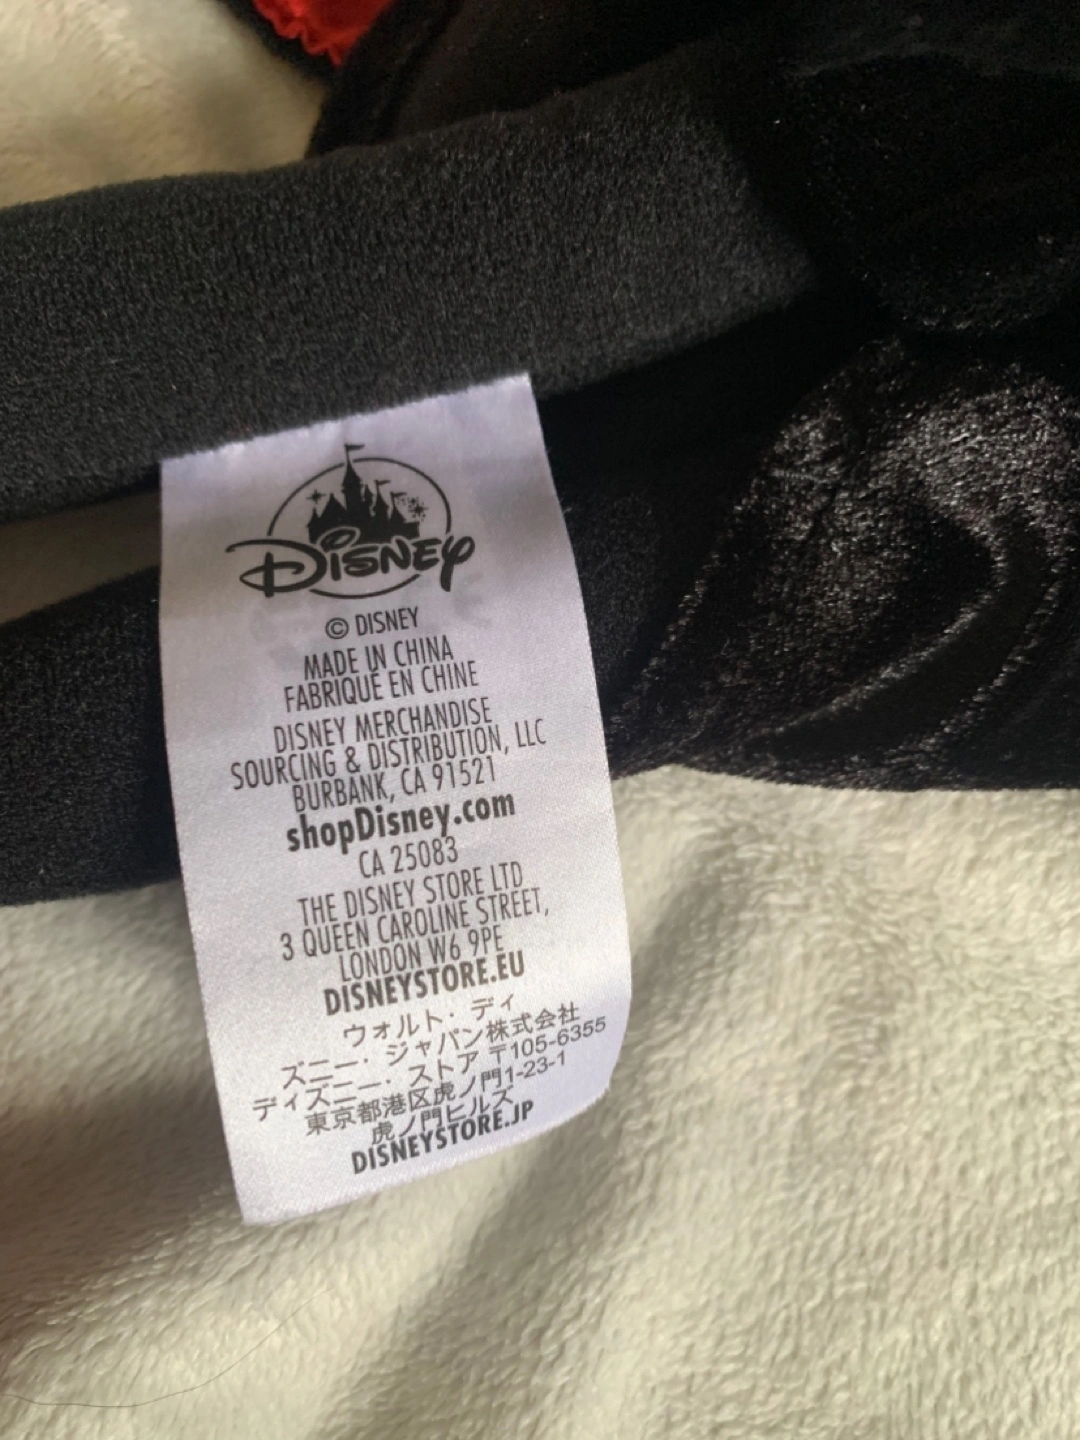 DISNEY
© DISNEY
MADE IN CHINA
FABRIQUÉ EN CHINE
DISNEY MERCHANDISE
SOURCING & DISTRIBUTION, LLC
BURBANK, CA 91521
shopDisney.com
CA 25083
THE DISNEY STORE LTD
3 QUEEN CAROLINE STREET,
LONDON W6 9PE
DISNEYSTORE.EU
ウォルト・ディ
ズニー・ジャパン株式会社
ディズニー・ストア 〒105-6355
東京都港区虎ノ門1-23-1
虎ノ門ヒルズ
DISNEYSTORE.JP